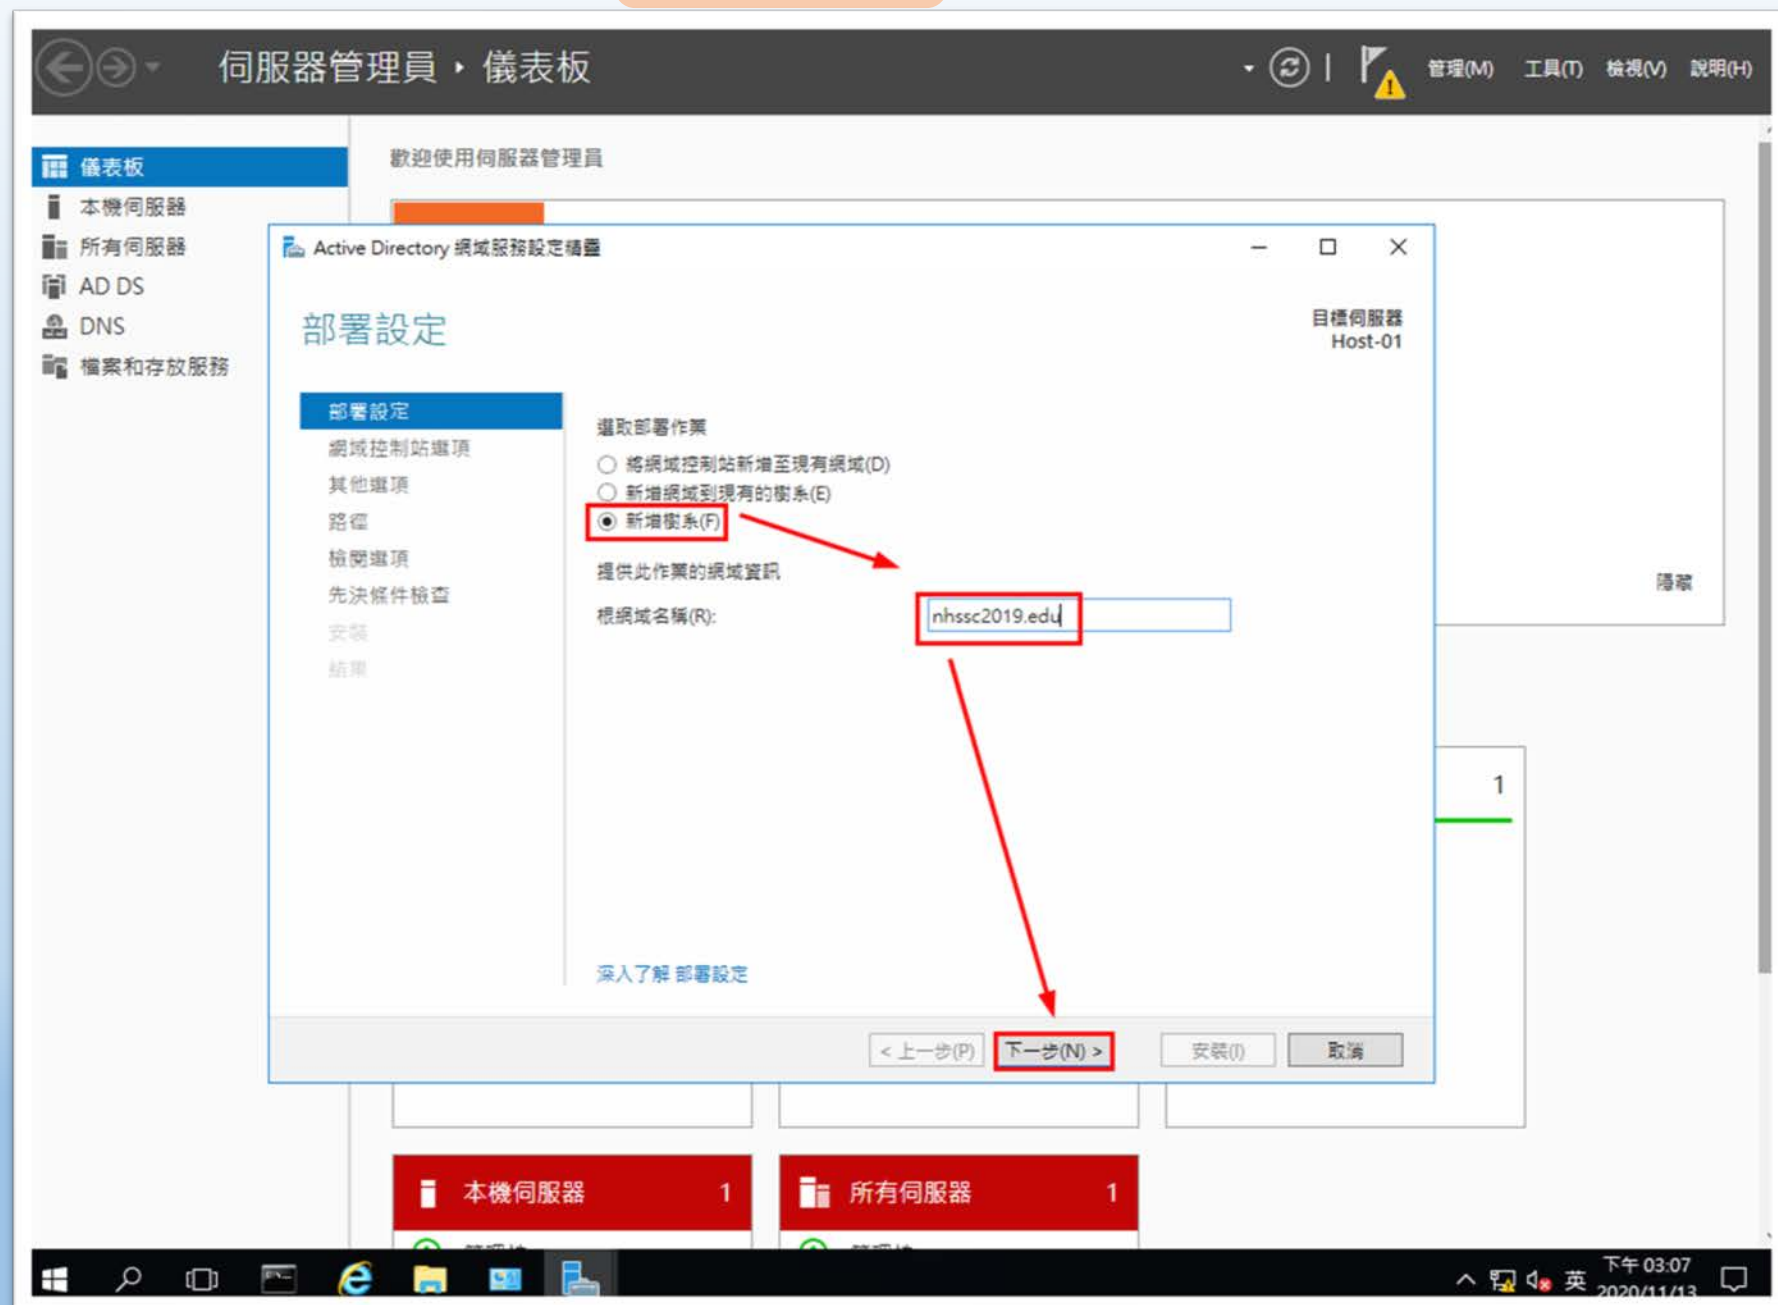 伺服器管理員 ‣ 儀表板
管理(M) 工具(T) 檢視(V) 說明(H)
儀表板
本機伺服器
所有伺服器
AD DS
DNS
檔案和存放服務
歡迎使用伺服器管理員
Active Directory 網域服務設定精靈
部署設定
目標伺服器
Host-01
部署設定
網域控制站選項
其他選項
路徑
檢閱選項
先決條件檢查
安裝
結果
選取部署作業
將網域控制站新增至現有網域(D)
新增網域到現有的樹系(E)
新增樹系(F)
提供此作業的網域資訊
根網域名稱(R):
nhssc2019.edu
深入了解 部署設定
< 上一步(P)
下一步(N) >
安裝(I)
取消
隱藏
1
本機伺服器 1
所有伺服器 1
英
下午 03:07
2020/11/13